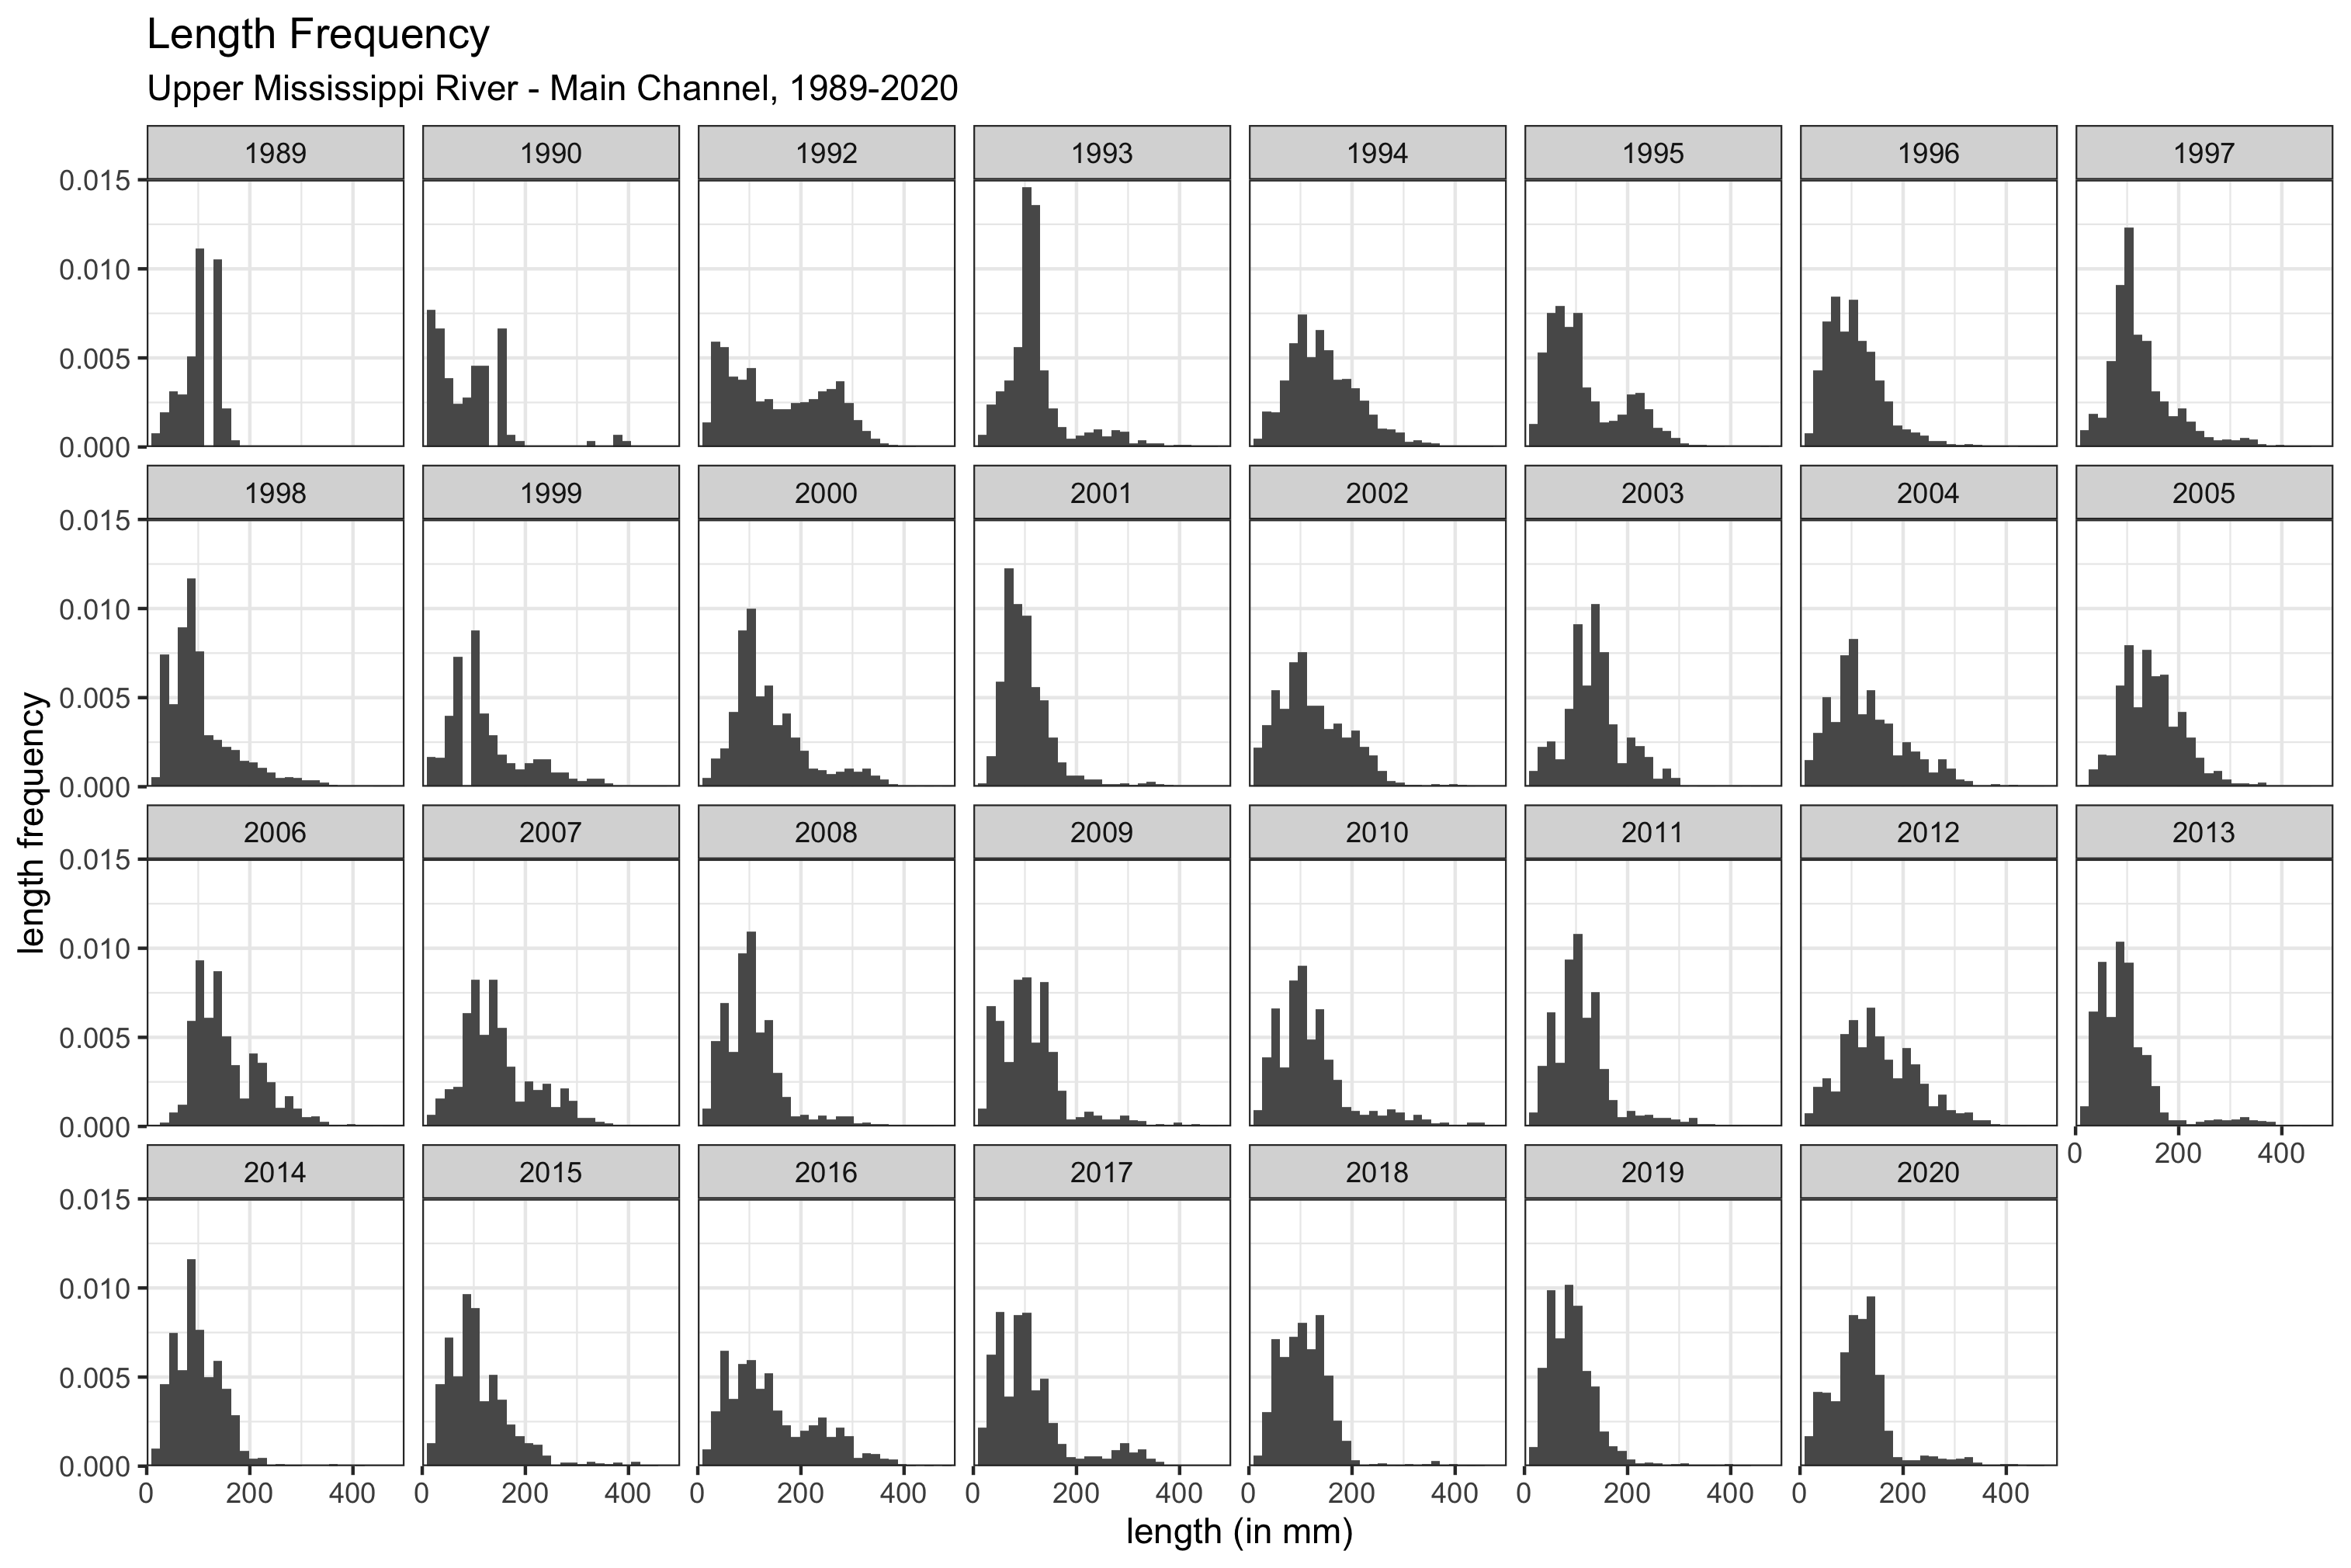 Length Frequency
Upper Mississippi River - Main Channel, 1989-2020
1989 1990 1992 1993 1994 1995 1996 1997
0.015
0.010
0.005
0.000
1998 1999 2000 2001 2002 2003 2004 2005
0.015
0.010
0.005
0.000
2006 2007 2008 2009 2010 2011 2012 2013
0.015
0.010
0.005
0.000
0 200 400
2014 2015 2016 2017 2018 2019 2020
0.015
0.010
0.005
0.000
0 200 400 0 200 400 0 200 400 0 200 400 0 200 400 0 200 400 0 200 400
length (in mm)
length frequency